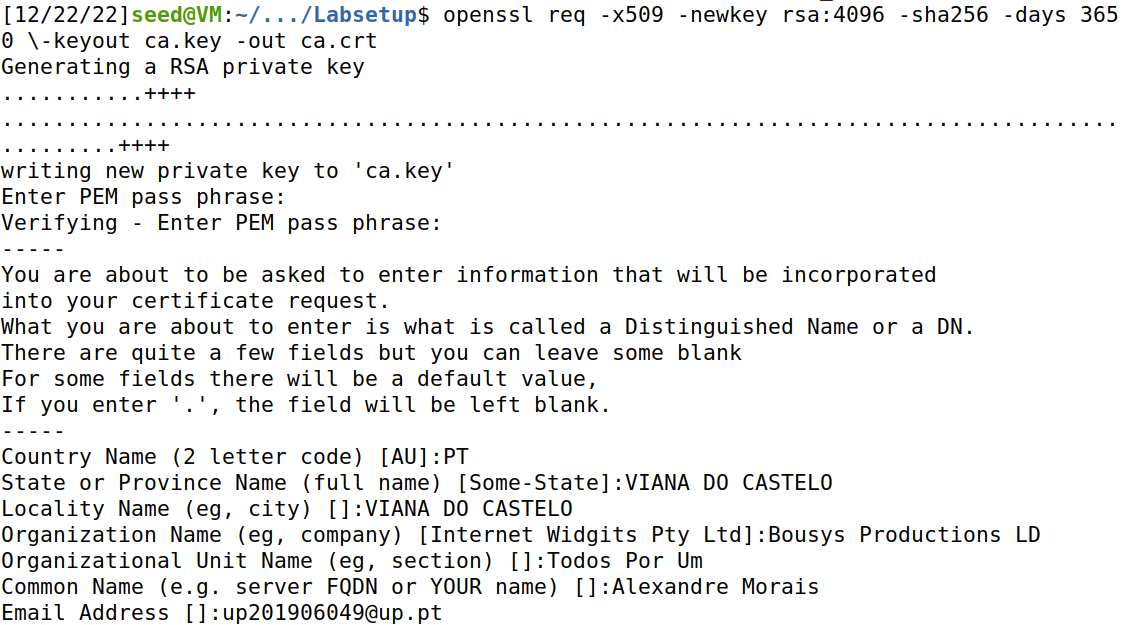 [12/22/22]seed@VM:~/.../Labsetup$ openssl req -x509 -newkey rsa:4096 -sha256 -days 365
0 \-keyout ca.key -out ca.crt
Generating a RSA private key
...........++++
......................................................................................
.........++++
writing new private key to 'ca.key'
Enter PEM pass phrase:
Verifying - Enter PEM pass phrase:
-----
You are about to be asked to enter information that will be incorporated
into your certificate request.
What you are about to enter is what is called a Distinguished Name or a DN.
There are quite a few fields but you can leave some blank
For some fields there will be a default value,
If you enter '.', the field will be left blank.
-----
Country Name (2 letter code) [AU]:PT
State or Province Name (full name) [Some-State]:VIANA DO CASTELO
Locality Name (eg, city) []:VIANA DO CASTELO
Organization Name (eg, company) [Internet Widgits Pty Ltd]:Bousys Productions LD
Organizational Unit Name (eg, section) []:Todos Por Um
Common Name (e.g. server FQDN or YOUR name) []:Alexandre Morais
Email Address []:up201906049@up.pt